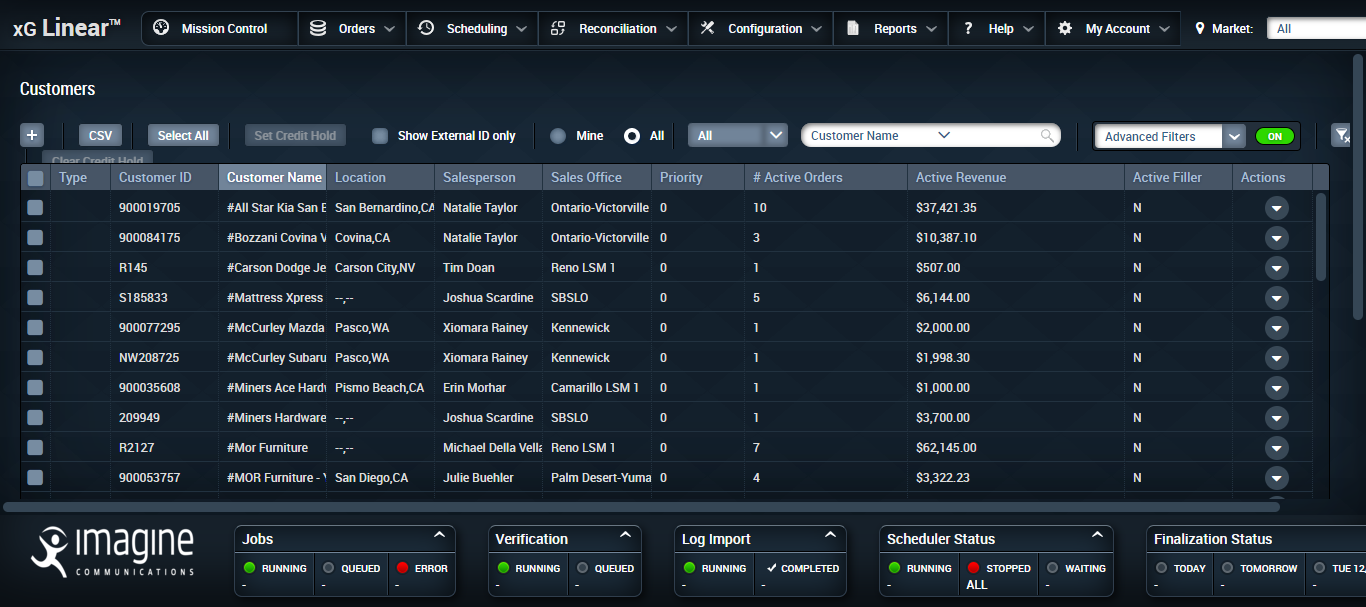 xG Linear™ Mission Control Orders Scheduling Reconciliation Configuration Reports ? Help My Account Market: All
Customers
+ CSV Select All Set Credit Hold Show External ID only Mine All All Customer Name Advanced Filters ON
Clear Credit Hold
Type Customer ID Customer Name Location Salesperson Sales Office Priority # Active Orders Active Revenue Active Filler Actions
900019705 #All Star Kia San B San Bernardino,CA Natalie Taylor Ontario-Victorville 0 10 $37,421.35 N
900084175 #Bozzani Covina V Covina,CA Natalie Taylor Ontario-Victorville 0 3 $10,387.10 N
R145 #Carson Dodge Je Carson City,NV Tim Doan Reno LSM 1 0 1 $507.00 N
S185833 #Mattress Xpress --,-- Joshua Scardine SBSLO 0 5 $6,144.00 N
900077295 #McCurley Mazda Pasco,WA Xiomara Rainey Kennewick 0 1 $2,000.00 N
NW208725 #McCurley Subaru Pasco,WA Xiomara Rainey Kennewick 0 1 $1,998.30 N
900035608 #Miners Ace Hardw Pismo Beach,CA Erin Morhar Camarillo LSM 1 0 1 $1,000.00 N
209949 #Miners Hardware --,-- Joshua Scardine SBSLO 0 1 $3,700.00 N
R2127 #Mor Furniture --,-- Michael Della Vella Reno LSM 1 0 7 $62,145.00 N
900053757 #MOR Furniture - Y San Diego,CA Julie Buehler Palm Desert-Yuma 0 4 $3,322.23 N
imagine
COMMUNICATIONS
Jobs Verification Log Import Scheduler Status Finalization Status
RUNNING QUEUED ERROR RUNNING QUEUED RUNNING COMPLETED RUNNING STOPPED WAITING TODAY TOMORROW TUE 12,
- - - - - - - - ALL - - - -